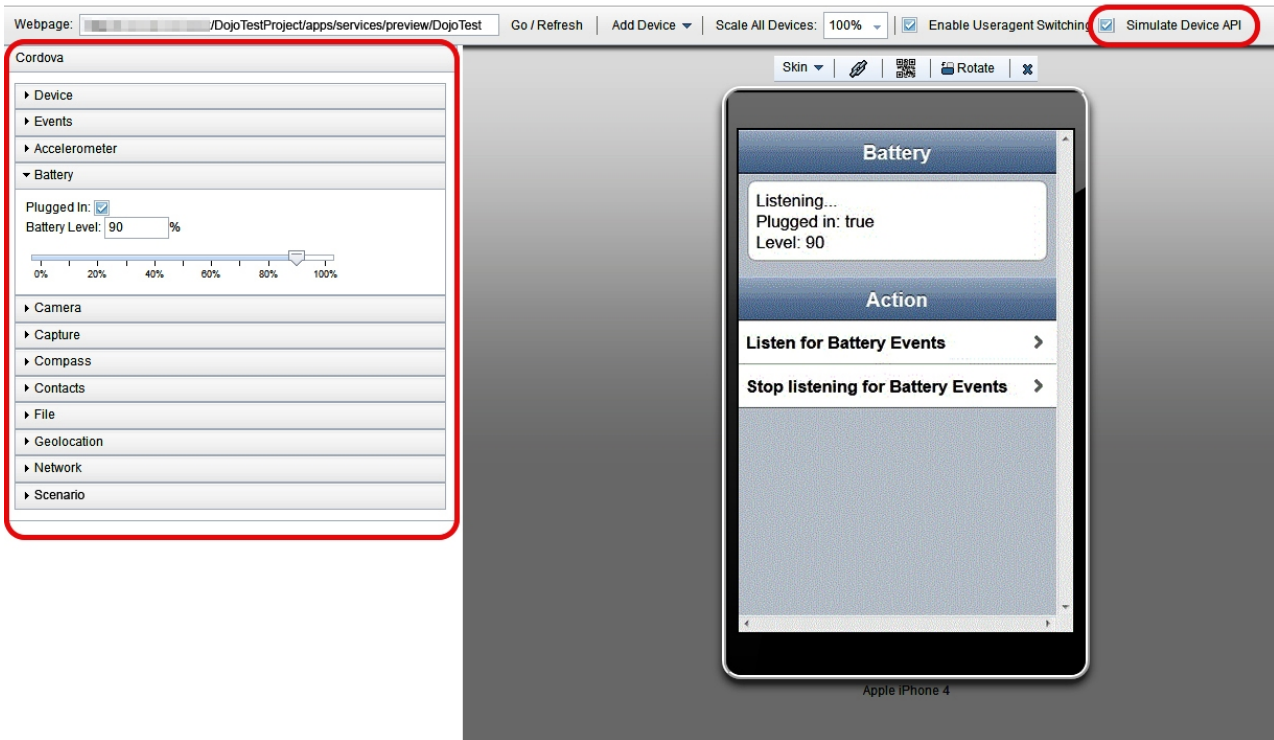 Webpage: /DojoTestProject/apps/services/preview/DojoTest Go / Refresh Add Device Scale All Devices: 100% Enable Useragent Switching Simulate Device API
Cordova
Skin Rotate
Device
Events
Accelerometer
Battery
Plugged In:
Battery Level: 90 %
0% 20% 40% 60% 80% 100%
Camera
Capture
Compass
Contacts
File
Geolocation
Network
Scenario
Battery
Listening...
Plugged in: true
Level: 90
Action
Listen for Battery Events
Stop listening for Battery Events
Apple iPhone 4